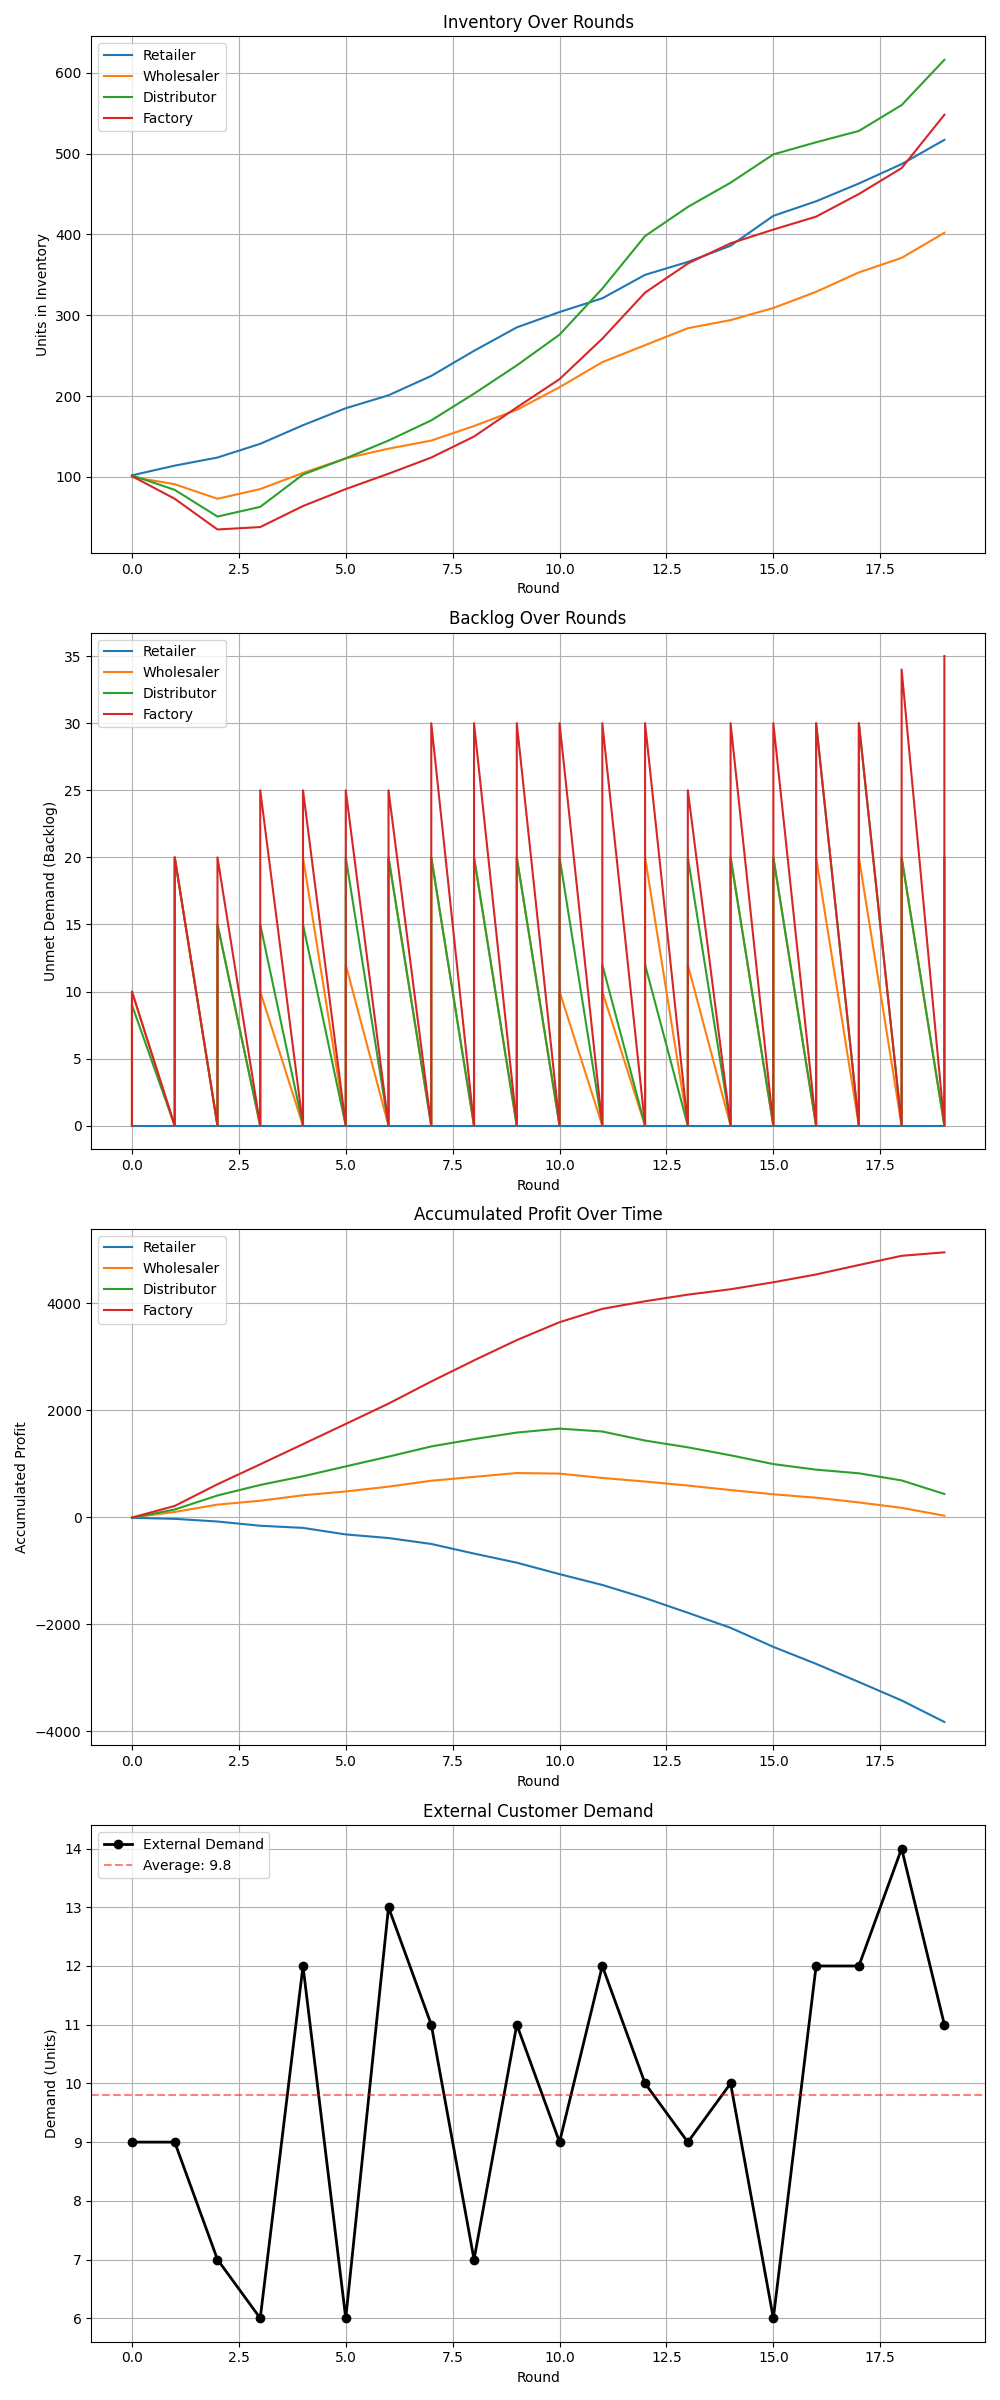 Inventory Over Rounds
Retailer
Wholesaler
Distributor
Factory
Units in Inventory
600
500
400
300
200
100
0.0 2.5 5.0 7.5 10.0 12.5 15.0 17.5
Round
Backlog Over Rounds
Retailer
Wholesaler
Distributor
Factory
Unmet Demand (Backlog)
35
30
25
20
15
10
5
0
0.0 2.5 5.0 7.5 10.0 12.5 15.0 17.5
Round
Accumulated Profit Over Time
Retailer
Wholesaler
Distributor
Factory
Accumulated Profit
4000
2000
0
−2000
−4000
0.0 2.5 5.0 7.5 10.0 12.5 15.0 17.5
Round
External Customer Demand
External Demand
Average: 9.8
Demand (Units)
14
13
12
11
10
9
8
7
6
0.0 2.5 5.0 7.5 10.0 12.5 15.0 17.5
Round